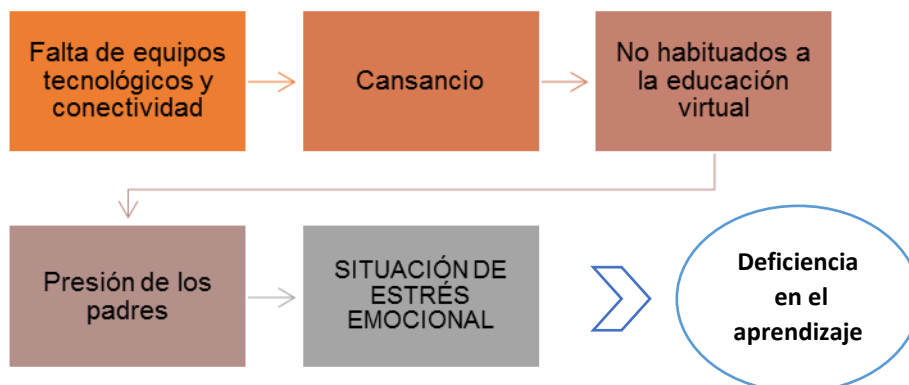 Falta de equipos
tecnológicos y
conectividad
Cansancio
No habituados a
la educación
virtual
Presión de los
padres
SITUACIÓN DE
ESTRÉS
EMOCIONAL
Deficiencia
en el
aprendizaje